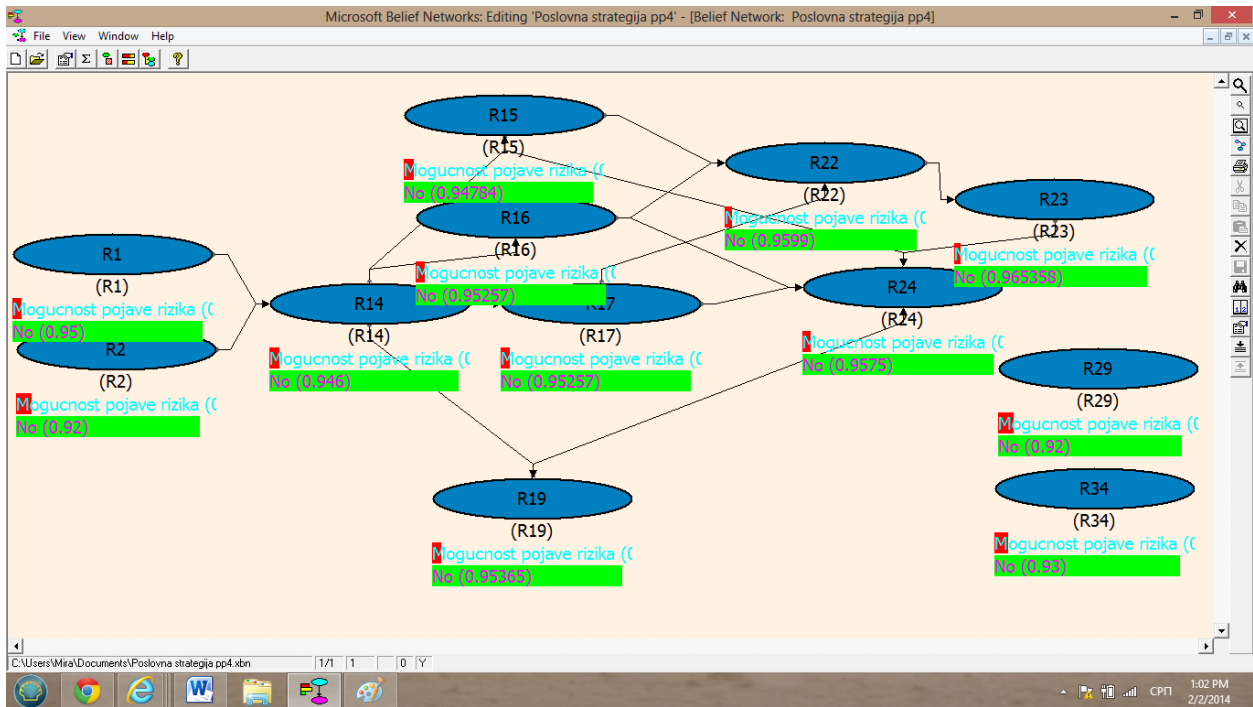 Microsoft Belief Networks: Editing 'Poslovna strategija pp4' - [Belief Network: Poslovna strategija pp4]
File View Window Help
R15
(R15)
Mogucnost pojave rizika ((
No (0.94784)
R22
(R22)
Mogucnost pojave rizika ((
No (0.9599)
R23
(R23)
Mogucnost pojave rizika ((
No (0.965358)
R16
(R16)
Mogucnost pojave rizika ((
No (0.95257)
R1
(R1)
Mogucnost pojave rizika ((
No (0.95)
R14
(R14)
Mogucnost pojave rizika ((
No (0.946)
R17
(R17)
Mogucnost pojave rizika ((
No (0.95257)
R24
(R24)
Mogucnost pojave rizika ((
No (0.9575)
R2
(R2)
Mogucnost pojave rizika ((
No (0.92)
R29
(R29)
Mogucnost pojave rizika ((
No (0.92)
R19
(R19)
Mogucnost pojave rizika ((
No (0.95365)
R34
(R34)
Mogucnost pojave rizika ((
No (0.93)
C:\Users\Mira\Documents\Poslovna strategija pp4.xbn 1/1 1 0 Y
СРП
1:02 PM
2/2/2014